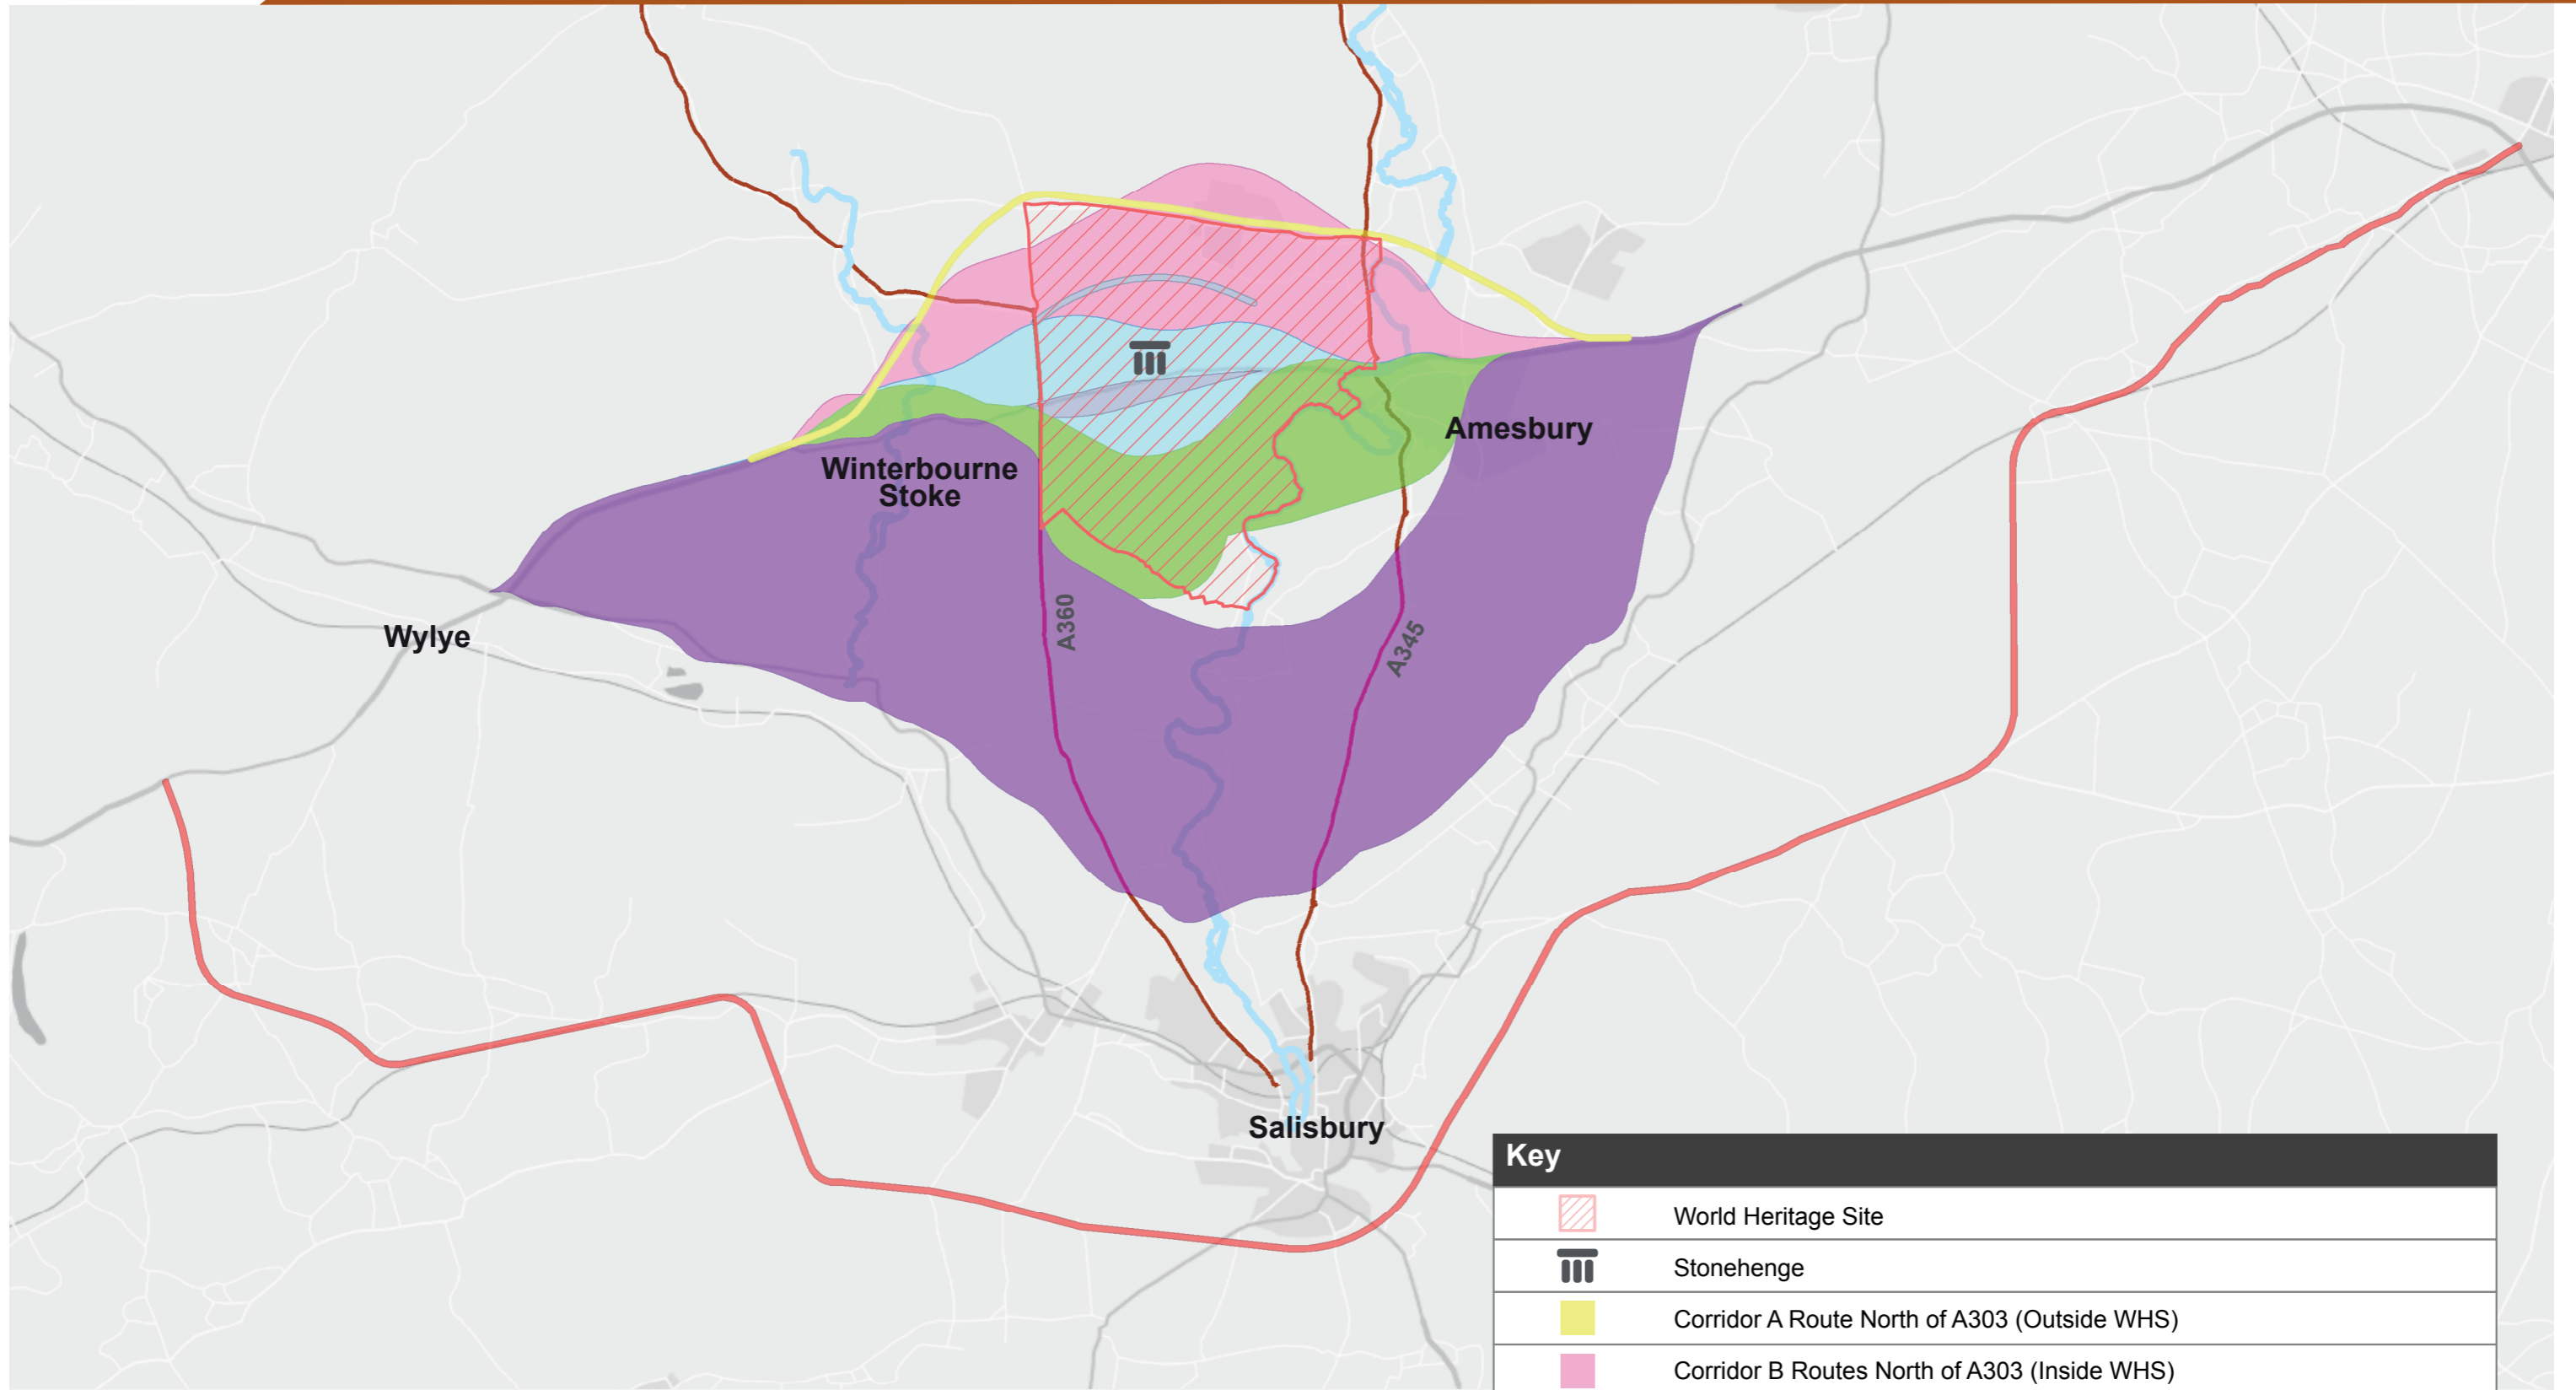 Amesbury
Winterbourne
Stoke
Wylye
A360
A345
Salisbury
Key
World Heritage Site
Stonehenge
Corridor A Route North of A303 (Outside WHS)
Corridor B Routes North of A303 (Inside WHS)